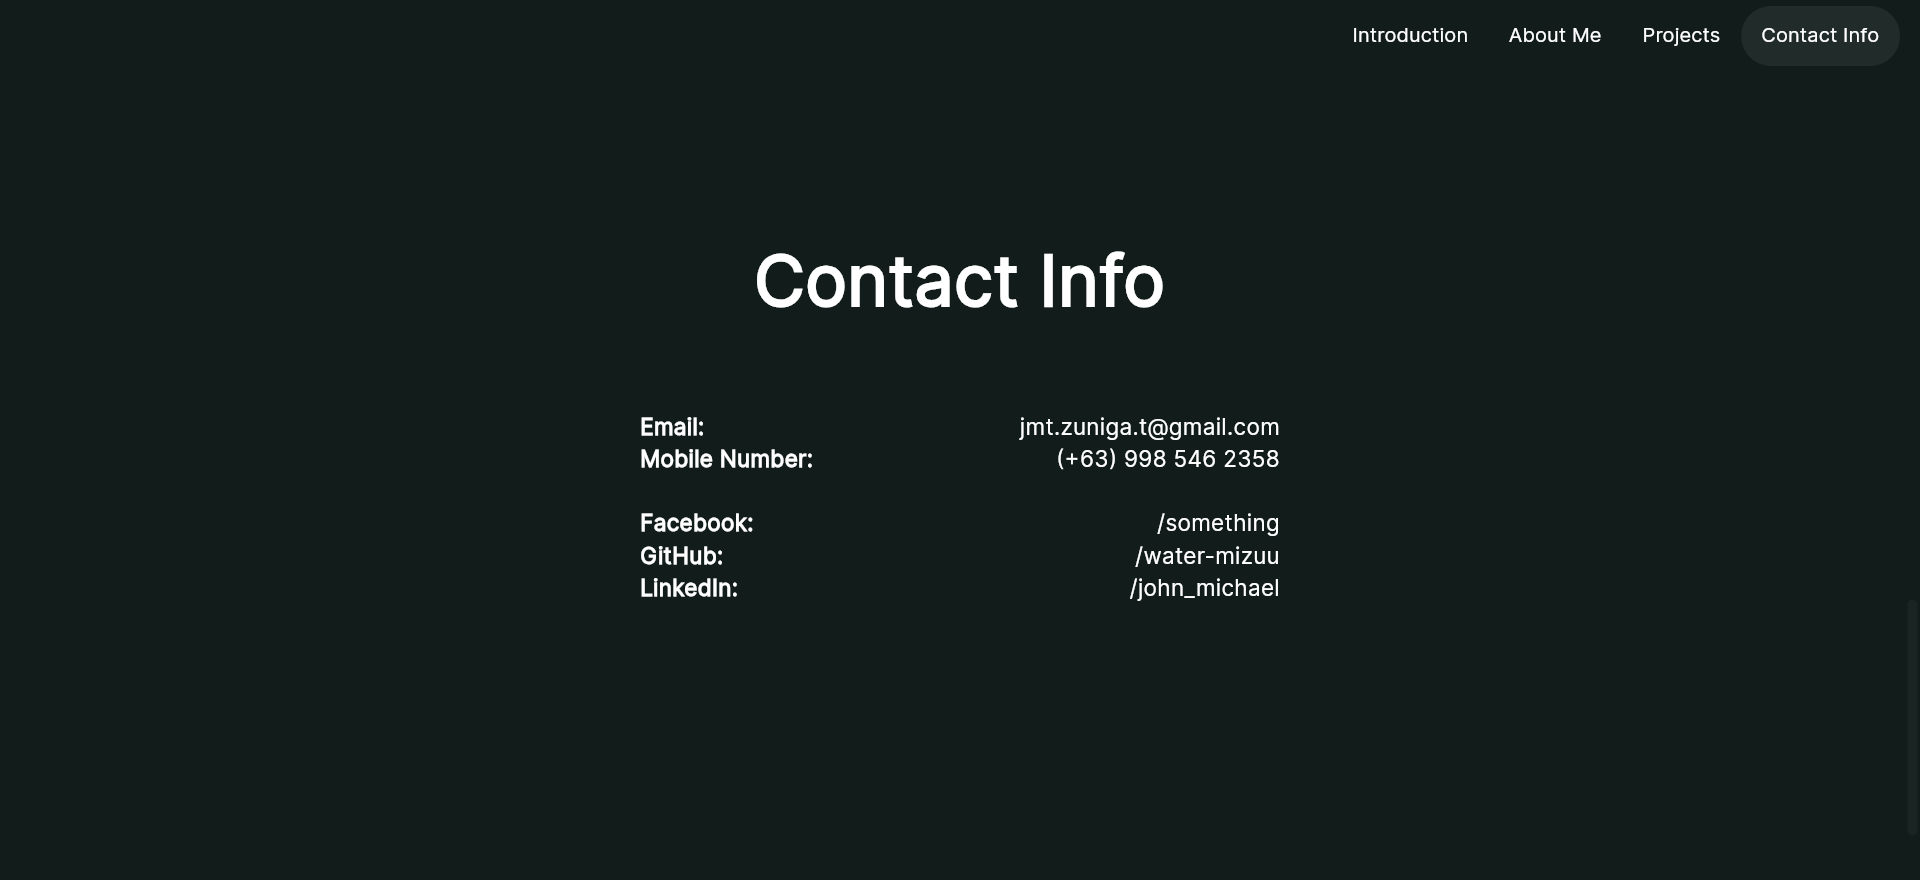 Introduction About Me Projects Contact Info
Contact Info
Email: jmt.zuniga.t@gmail.com
Mobile Number: (+63) 998 546 2358
Facebook: /something
GitHub: /water-mizuu
LinkedIn: /john_michael